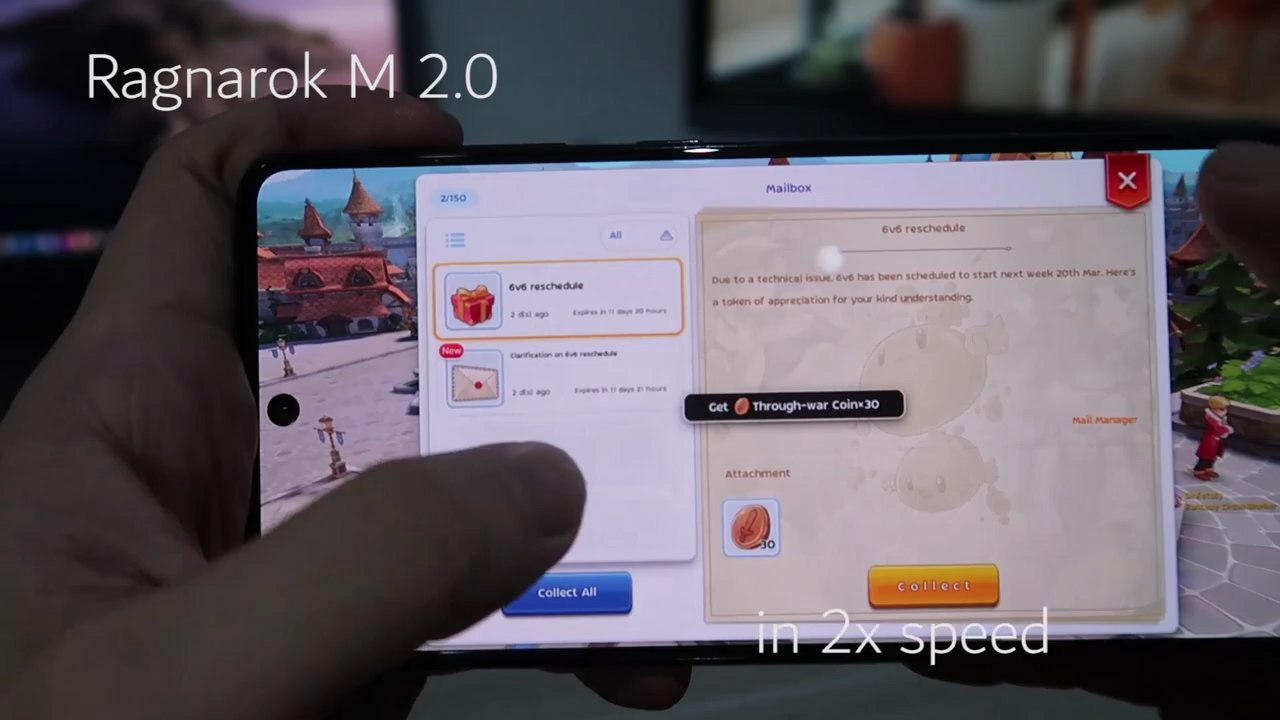 Ragnarok M 2.0
2/150
Mailbox
All
6v6 reschedule
2 d(s) ago
Expires in 11 days 20 hours
New
Clarification on 6v6 reschedule
2 d(s) ago
Expires in 11 days 21 hours
Collect All
6v6 reschedule
Due to a technical issue, 6v6 has been scheduled to start next week 20th Mar. Here's
a token of appreciation for your kind understanding.
Get Through-war Coin×30
Mail Manager
Attachment
30
Collect
in 2x speed